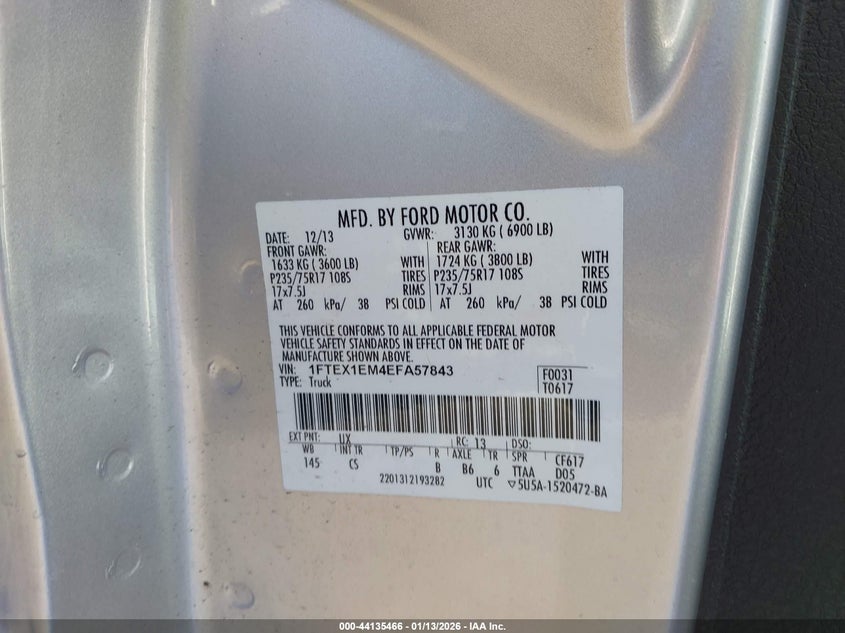 MFD. BY FORD MOTOR CO.
DATE: 12/13 GVWR: 3130 KG ( 6900 LB)
FRONT GAWR: REAR GAWR:
1633 KG ( 3600 LB) WITH 1724 KG ( 3800 LB) WITH
P235/75R17 108S TIRES P235/75R17 108S TIRES
17x7.5J RIMS 17x7.5J RIMS
AT 260 kPa/ 38 PSI COLD AT 260 kPa/ 38 PSI COLD
THIS VEHICLE CONFORMS TO ALL APPLICABLE FEDERAL MOTOR
VEHICLE SAFETY STANDARDS IN EFFECT ON THE DATE OF
MANUFACTURE SHOWN ABOVE.
VIN: 1FTEX1EM4EFA57843 F0031
TYPE: Truck T0617
EXT PNT: UX RC: 13 DSO:
WB INT TR TP/PS R AXLE TR SPR CF617
145 CS B B6 6 TTAA D05
2201312193282 UTC ▽5U5A-1520472-BA
000-44135466 - 01/13/2026 - IAA Inc.